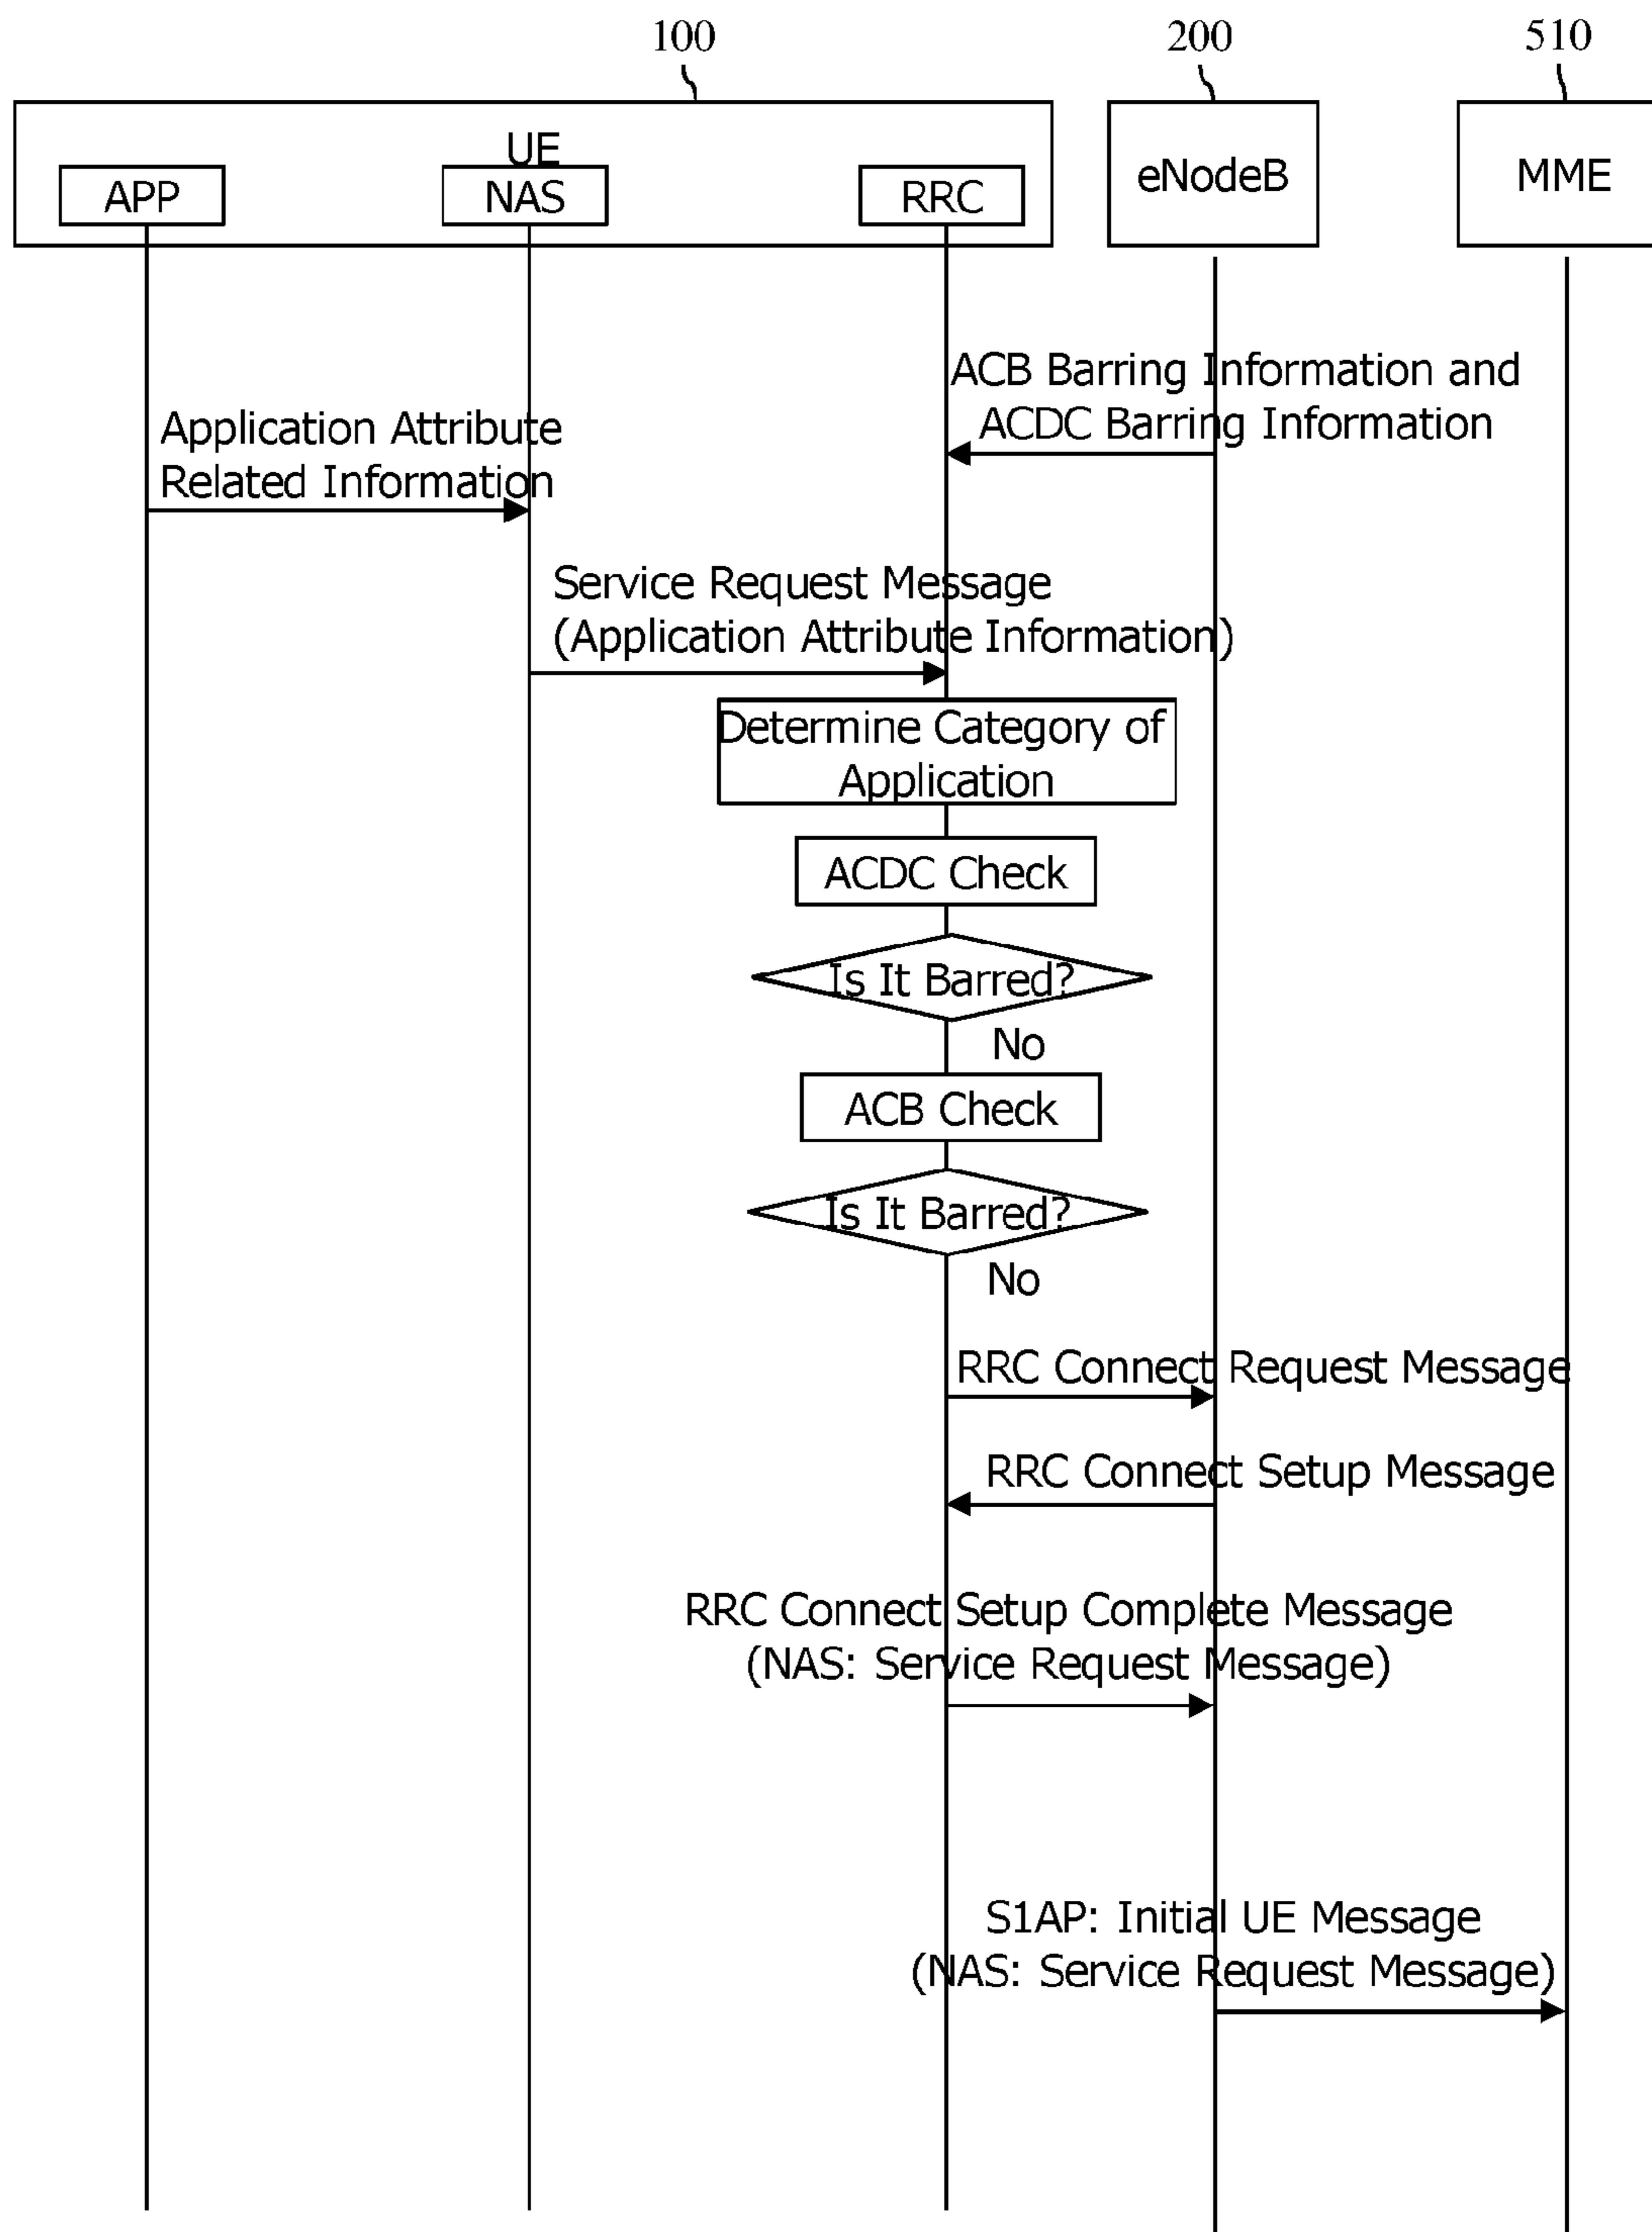 100
200
510
UE
APP
NAS
RRC
eNodeB
MME
ACB Barring Information and
ACDC Barring Information
Application Attribute
Related Information
Service Request Message
(Application Attribute Information)
Determine Category of
Application
ACDC Check
Is It Barred?
No
ACB Check
Is It Barred?
No
RRC Connect Request Message
RRC Connect Setup Message
RRC Connect Setup Complete Message
(NAS: Service Request Message)
S1AP: Initial UE Message
(NAS: Service Request Message)